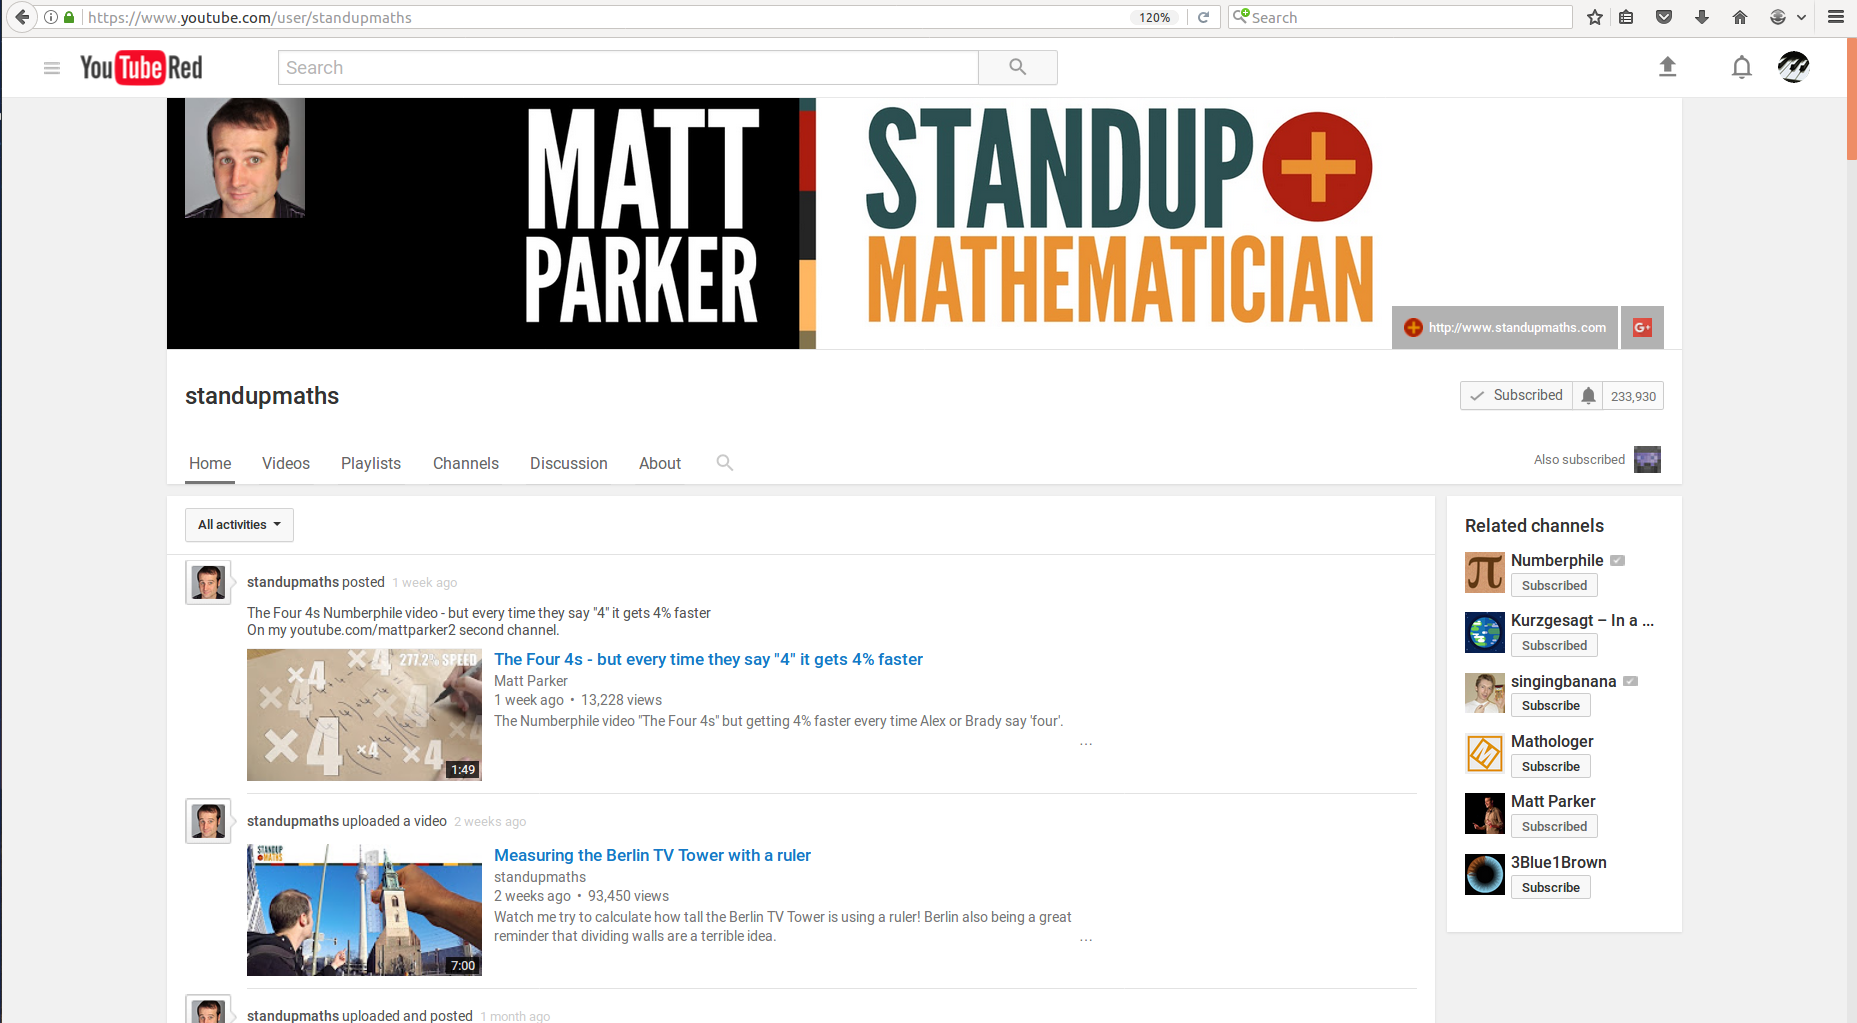 https://www.youtube.com/user/standupmaths
120%
Search
YouTube Red
Search
MATT
PARKER
STANDUP+
MATHEMATICIAN
http://www.standupmaths.com
G+
standupmaths
Subscribed
233,930
Home
Videos
Playlists
Channels
Discussion
About
Also subscribed
All activities
standupmaths posted 1 week ago
The Four 4s Numberphile video - but every time they say "4" it gets 4% faster
On my youtube.com/mattparker2 second channel.
277.2% SPEED
×4
×4
×4
×4
×4
1:49
The Four 4s - but every time they say "4" it gets 4% faster
Matt Parker
1 week ago • 13,228 views
The Numberphile video "The Four 4s" but getting 4% faster every time Alex or Brady say 'four'.
...
standupmaths uploaded a video 2 weeks ago
STANDUP
MATHS
7:00
Measuring the Berlin TV Tower with a ruler
standupmaths
2 weeks ago • 93,450 views
Watch me try to calculate how tall the Berlin TV Tower is using a ruler! Berlin also being a great
reminder that dividing walls are a terrible idea.
...
standupmaths uploaded and posted 1 month ago
Related channels
π
Numberphile
Subscribed
Kurzgesagt – In a ...
Subscribed
singingbanana
Subscribe
Mathologer
Subscribe
Matt Parker
Subscribed
3Blue1Brown
Subscribe